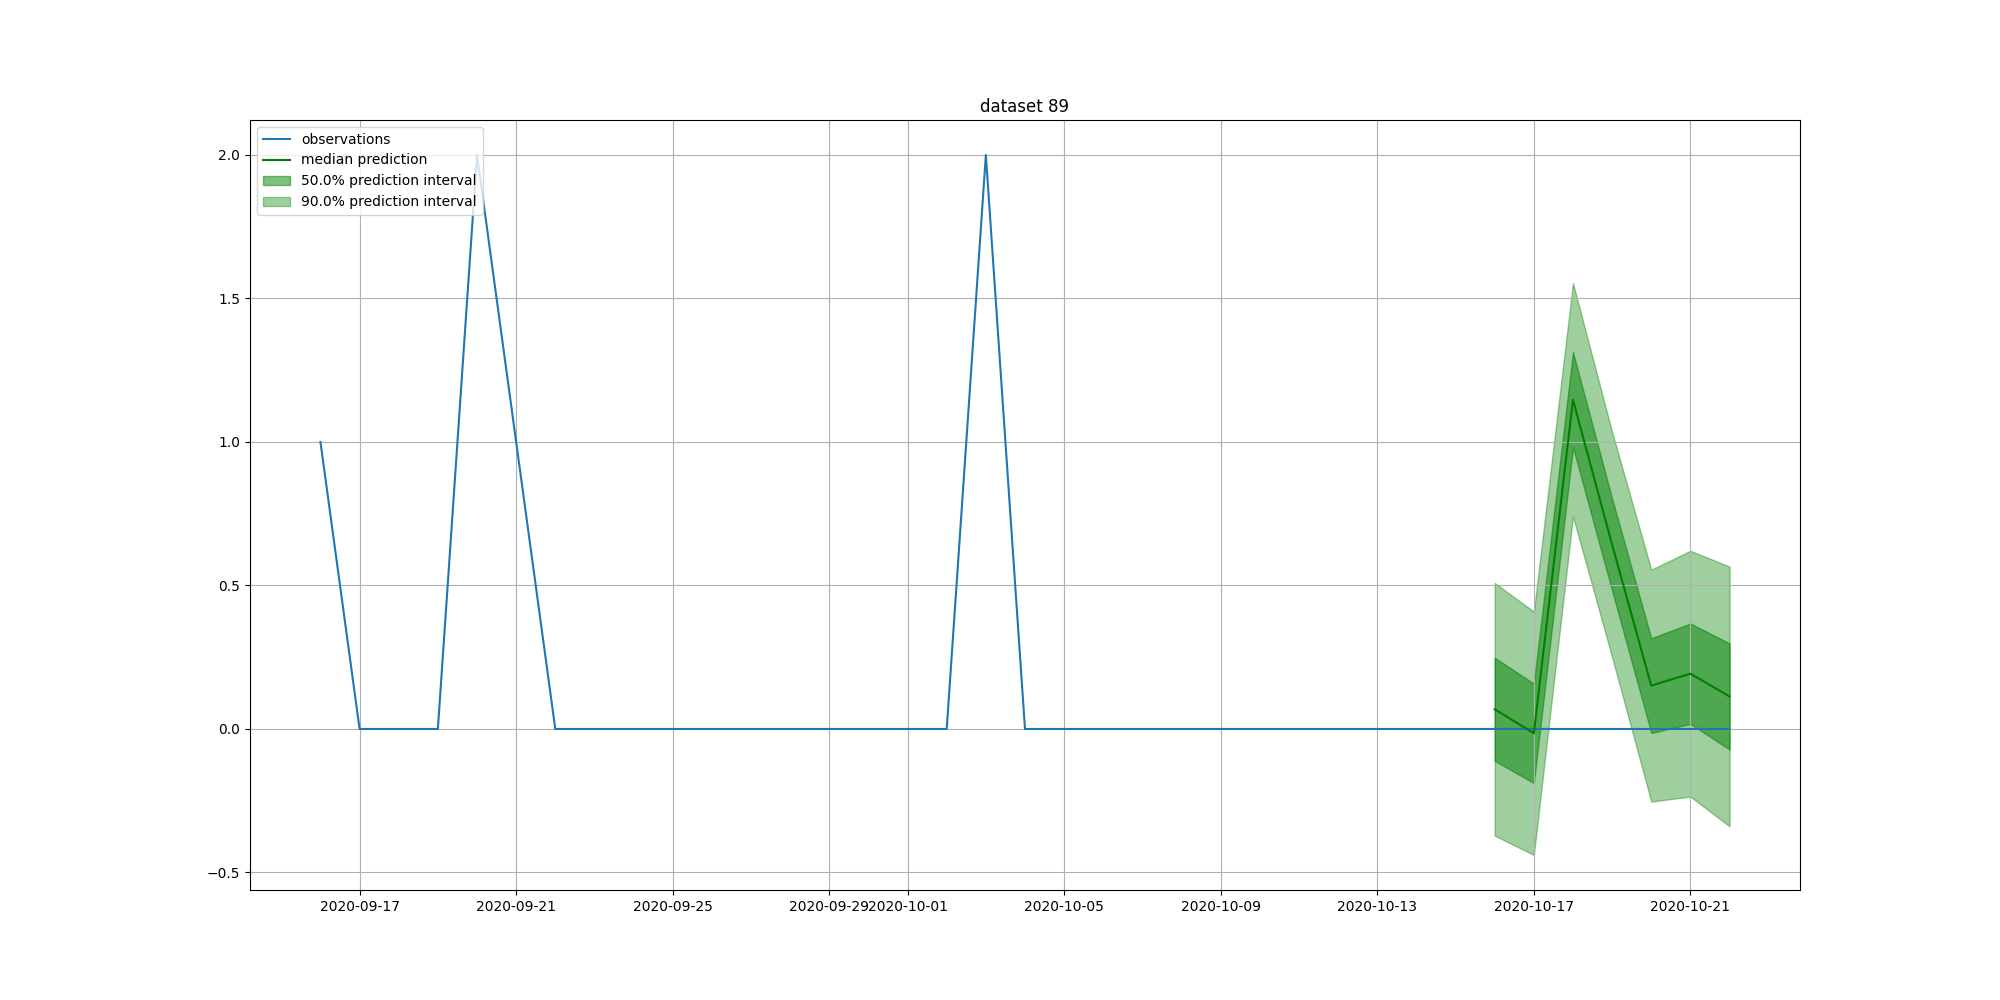 dataset 89
observations
median prediction
50.0% prediction interval
90.0% prediction interval
2.0
1.5
1.0
0.5
0.0
−0.5
2020-09-17 2020-09-21 2020-09-25 2020-09-29 2020-10-01 2020-10-05 2020-10-09 2020-10-13 2020-10-17 2020-10-21